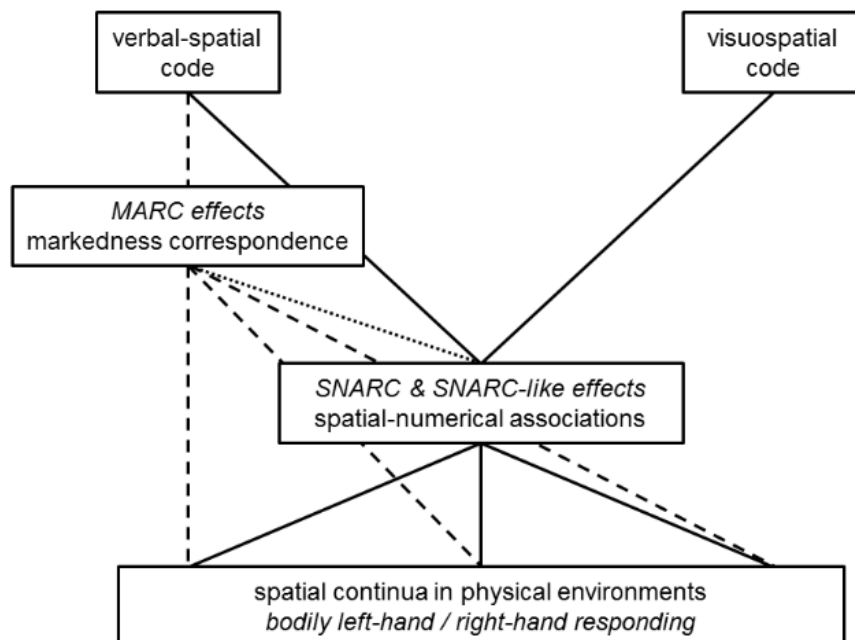 verbal-spatial
code
visuospatial
code
MARC effects
markedness correspondence
SNARC & SNARC-like effects
spatial-numerical associations
spatial continua in physical environments
bodily left-hand / right-hand responding